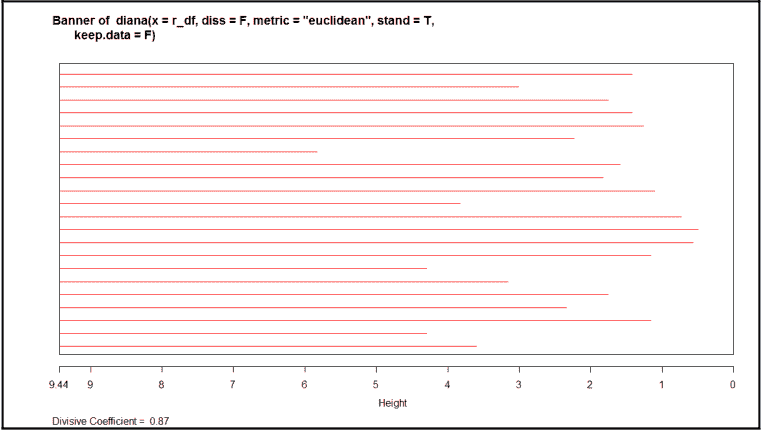 Banner of diana(x = r_df, diss = F, metric = "euclidean", stand = T,
keep.data = F)
9.44 9 8 7 6 5 4 3 2 1 0
Height
Divisive Coefficient = 0.87